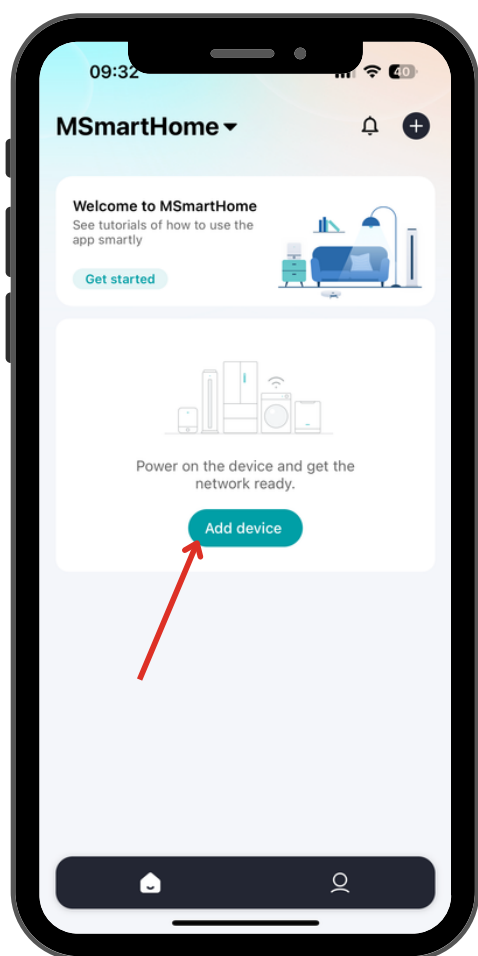 09:32
40
MSmartHome
Welcome to MSmartHome
See tutorials of how to use the
app smartly
Get started
Power on the device and get the
network ready.
Add device